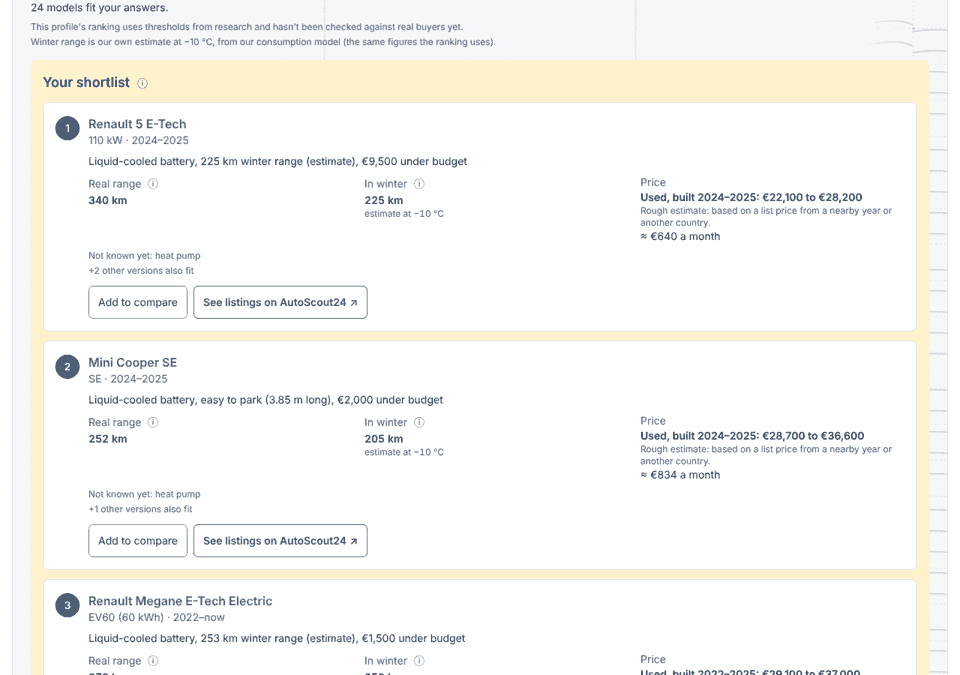 24 models fit your answers.
This profile's ranking uses thresholds from research and hasn't been checked against real buyers yet.
Winter range is our own estimate at −10 °C, from our consumption model (the same figures the ranking uses).
Your shortlist ⓘ
1
Renault 5 E-Tech
110 kW · 2024–2025
Liquid-cooled battery, 225 km winter range (estimate), €9,500 under budget
Real range ⓘ
340 km
In winter ⓘ
225 km
estimate at −10 °C
Price
Used, built 2024–2025: €22,100 to €28,200
Rough estimate: based on a list price from a nearby year or
another country.
≈ €640 a month
Not known yet: heat pump
+2 other versions also fit
Add to compare
See listings on AutoScout24 ↗
2
Mini Cooper SE
SE · 2024–2025
Liquid-cooled battery, easy to park (3.85 m long), €2,000 under budget
Real range ⓘ
252 km
In winter ⓘ
205 km
estimate at −10 °C
Price
Used, built 2024–2025: €28,700 to €36,600
Rough estimate: based on a list price from a nearby year or
another country.
≈ €834 a month
Not known yet: heat pump
+1 other versions also fit
Add to compare
See listings on AutoScout24 ↗
3
Renault Megane E-Tech Electric
EV60 (60 kWh) · 2022–now
Liquid-cooled battery, 253 km winter range (estimate), €1,500 under budget
Real range ⓘ
In winter ⓘ
Price
Used, built 2022–2025: €29,100 to €37,000